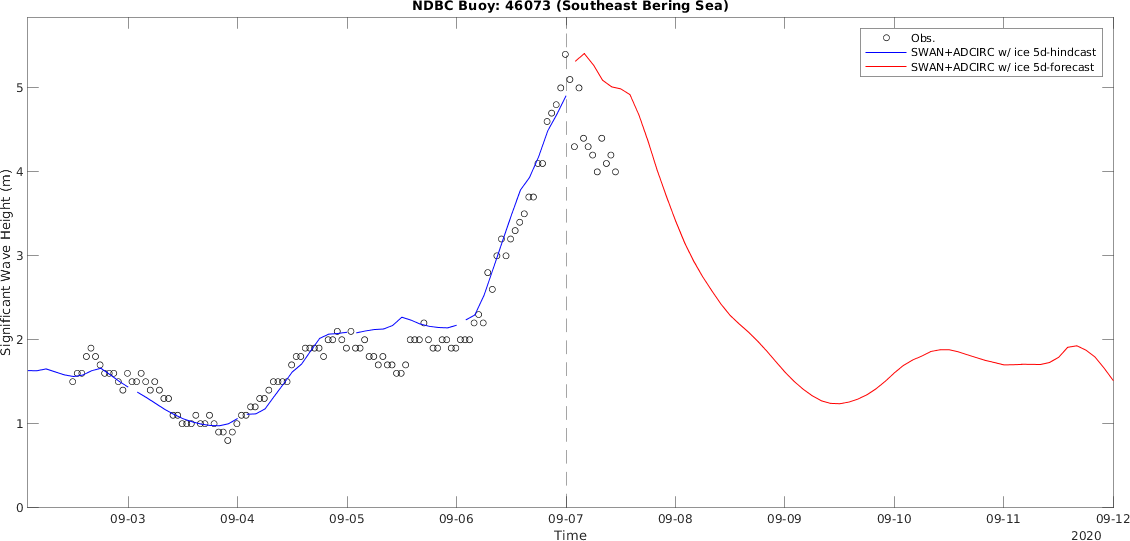 NDBC Buoy: 46073 (Southeast Bering Sea)
Obs.
SWAN+ADCIRC w/ ice 5d-hindcast
SWAN+ADCIRC w/ ice 5d-forecast
Significant Wave Height (m)
5
4
3
2
1
0
09-03 09-04 09-05 09-06 09-07 09-08 09-09 09-10 09-11 09-12
Time
2020